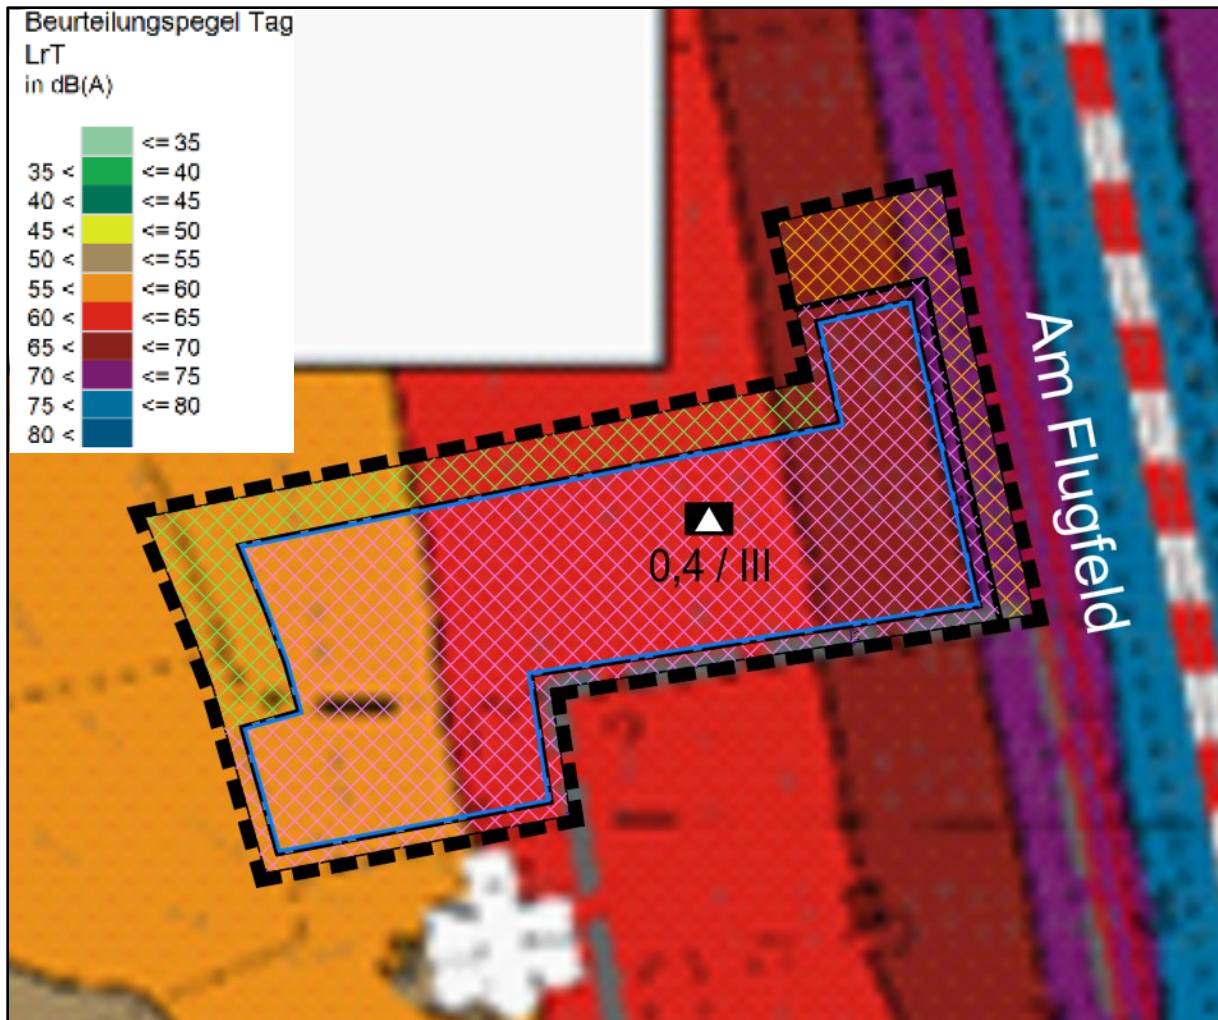 Beurteilungspegel Tag
LrT
in dB(A)
<= 35
35 < <= 40
40 < <= 45
45 < <= 50
50 < <= 55
55 < <= 60
60 < <= 65
65 < <= 70
70 < <= 75
75 < <= 80
80 <
0,4 / III
Am Flugfeld